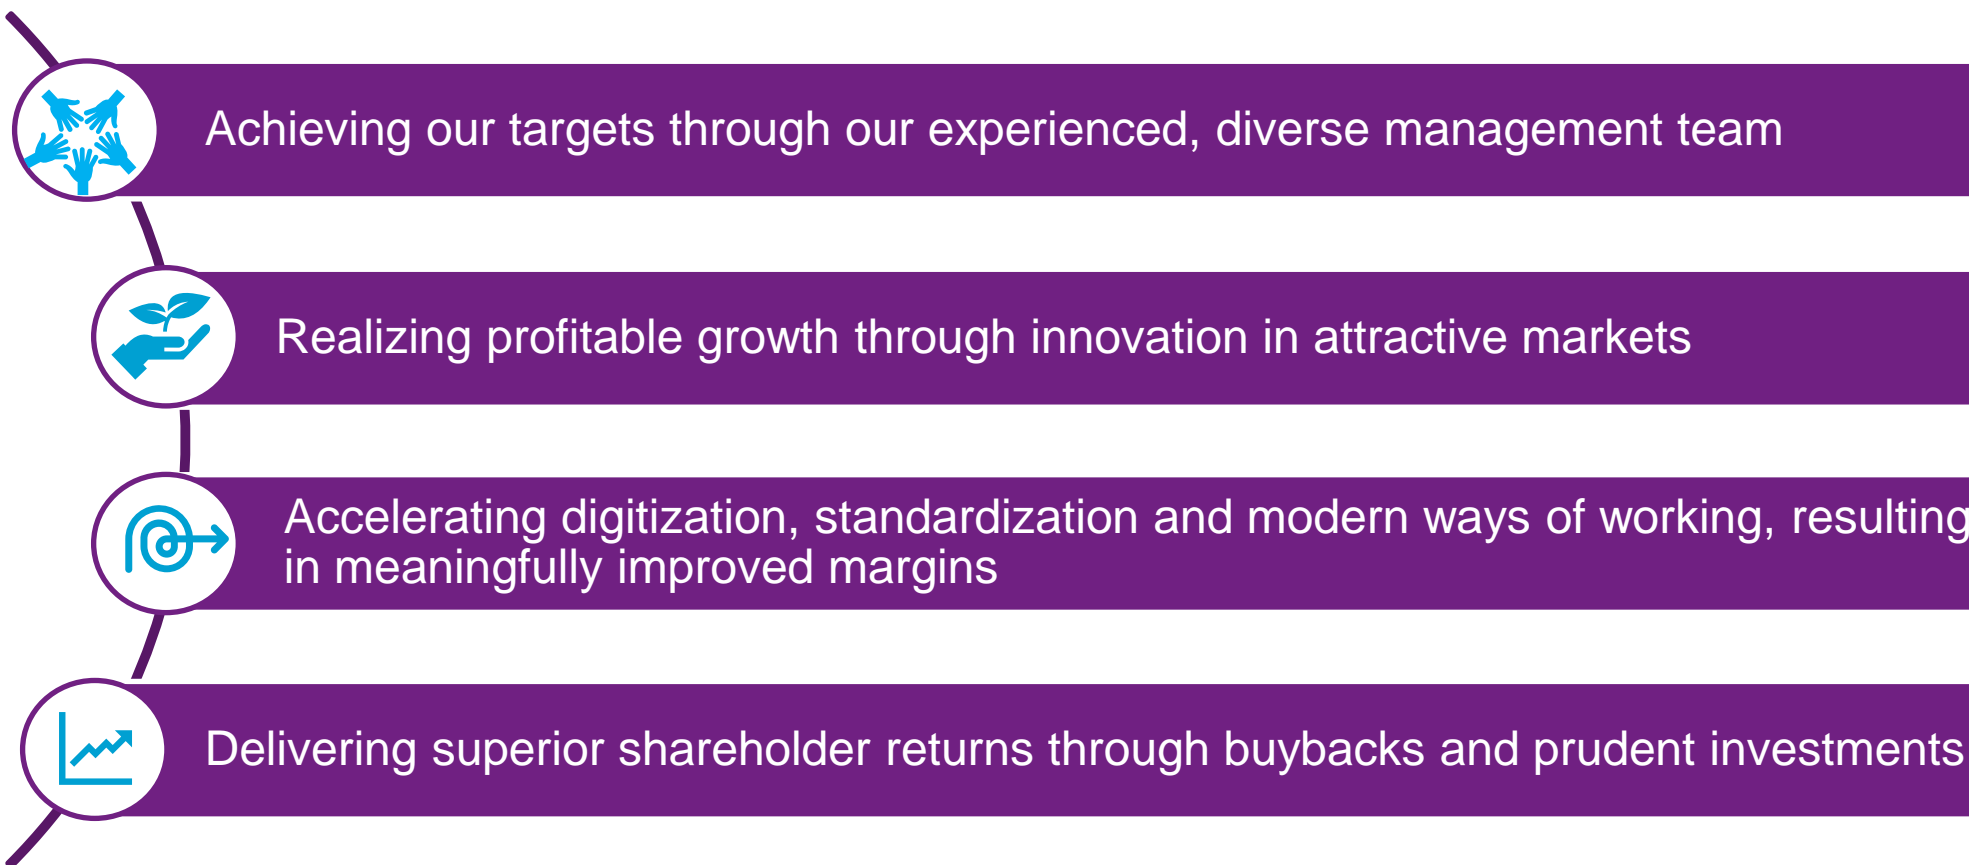 Achieving our targets through our experienced, diverse management team
Realizing profitable growth through innovation in attractive markets
Accelerating digitization, standardization and modern ways of working, resulting
in meaningfully improved margins
Delivering superior shareholder returns through buybacks and prudent investments